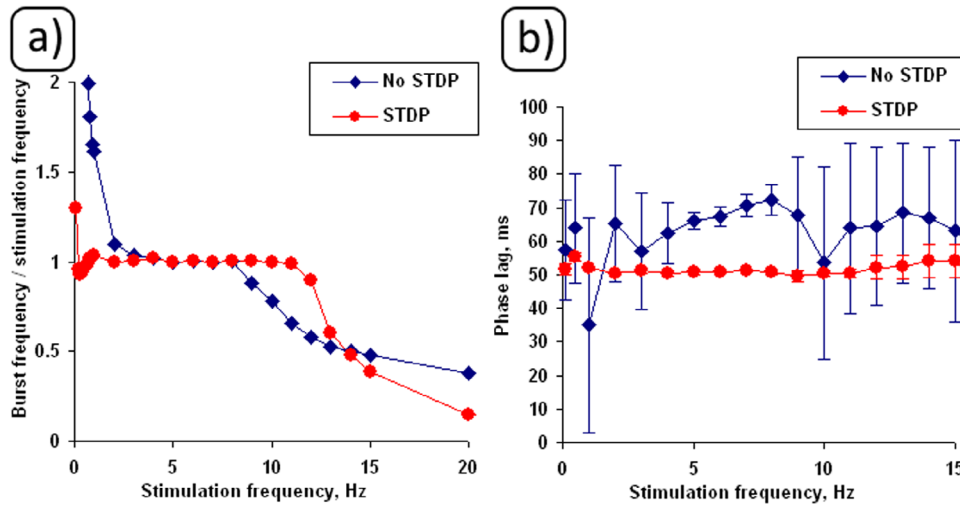 a)
No STDP
STDP
Burst frequency / stimulation frequency
2
1.5
1
0.5
0
0 5 10 15 20
Stimulation frequency, Hz
b)
No STDP
STDP
Phase lag, ms
100
90
80
70
60
50
40
30
20
10
0
0 5 10 15
Stimulation frequency, Hz